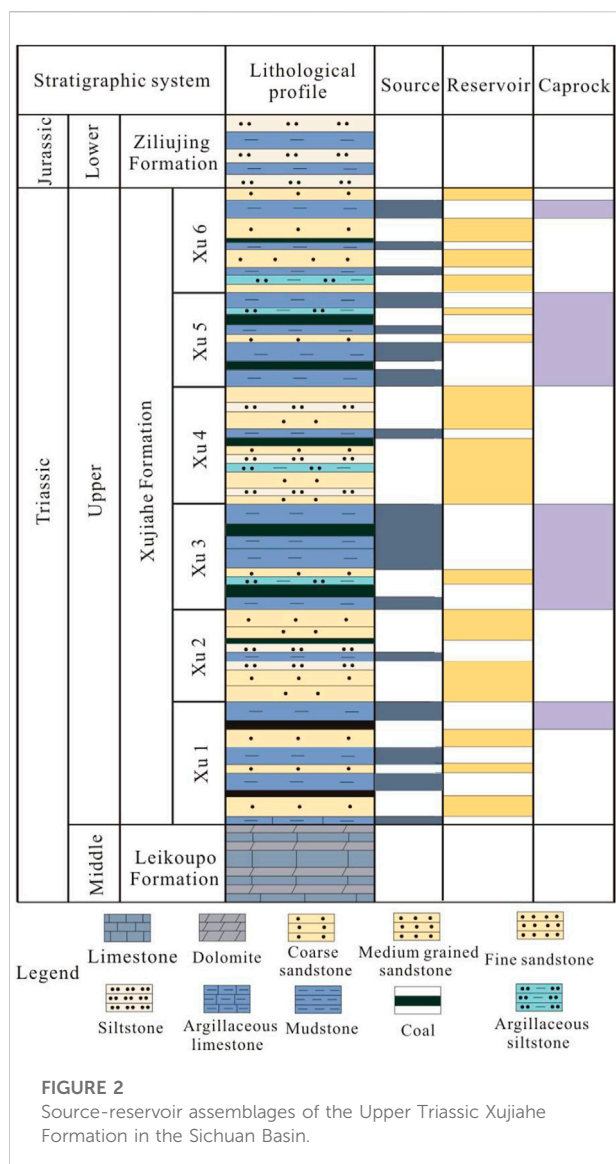 Stratigraphic system
Lithological
profile
Source
Reservoir
Caprock
Jurassic
Lower
Ziliujing
Formation
Triassic
Upper
Xujiahe Formation
Xu 6
Xu 5
Xu 4
Xu 3
Xu 2
Xu 1
Middle
Leikoupo
Formation
Legend
Limestone
Dolomite
Coarse
sandstone
Medium grained
sandstone
Fine sandstone
Siltstone
Argillaceous
limestone
Mudstone
Coal
Argillaceous
siltstone
FIGURE 2
Source-reservoir assemblages of the Upper Triassic Xujiahe
Formation in the Sichuan Basin.